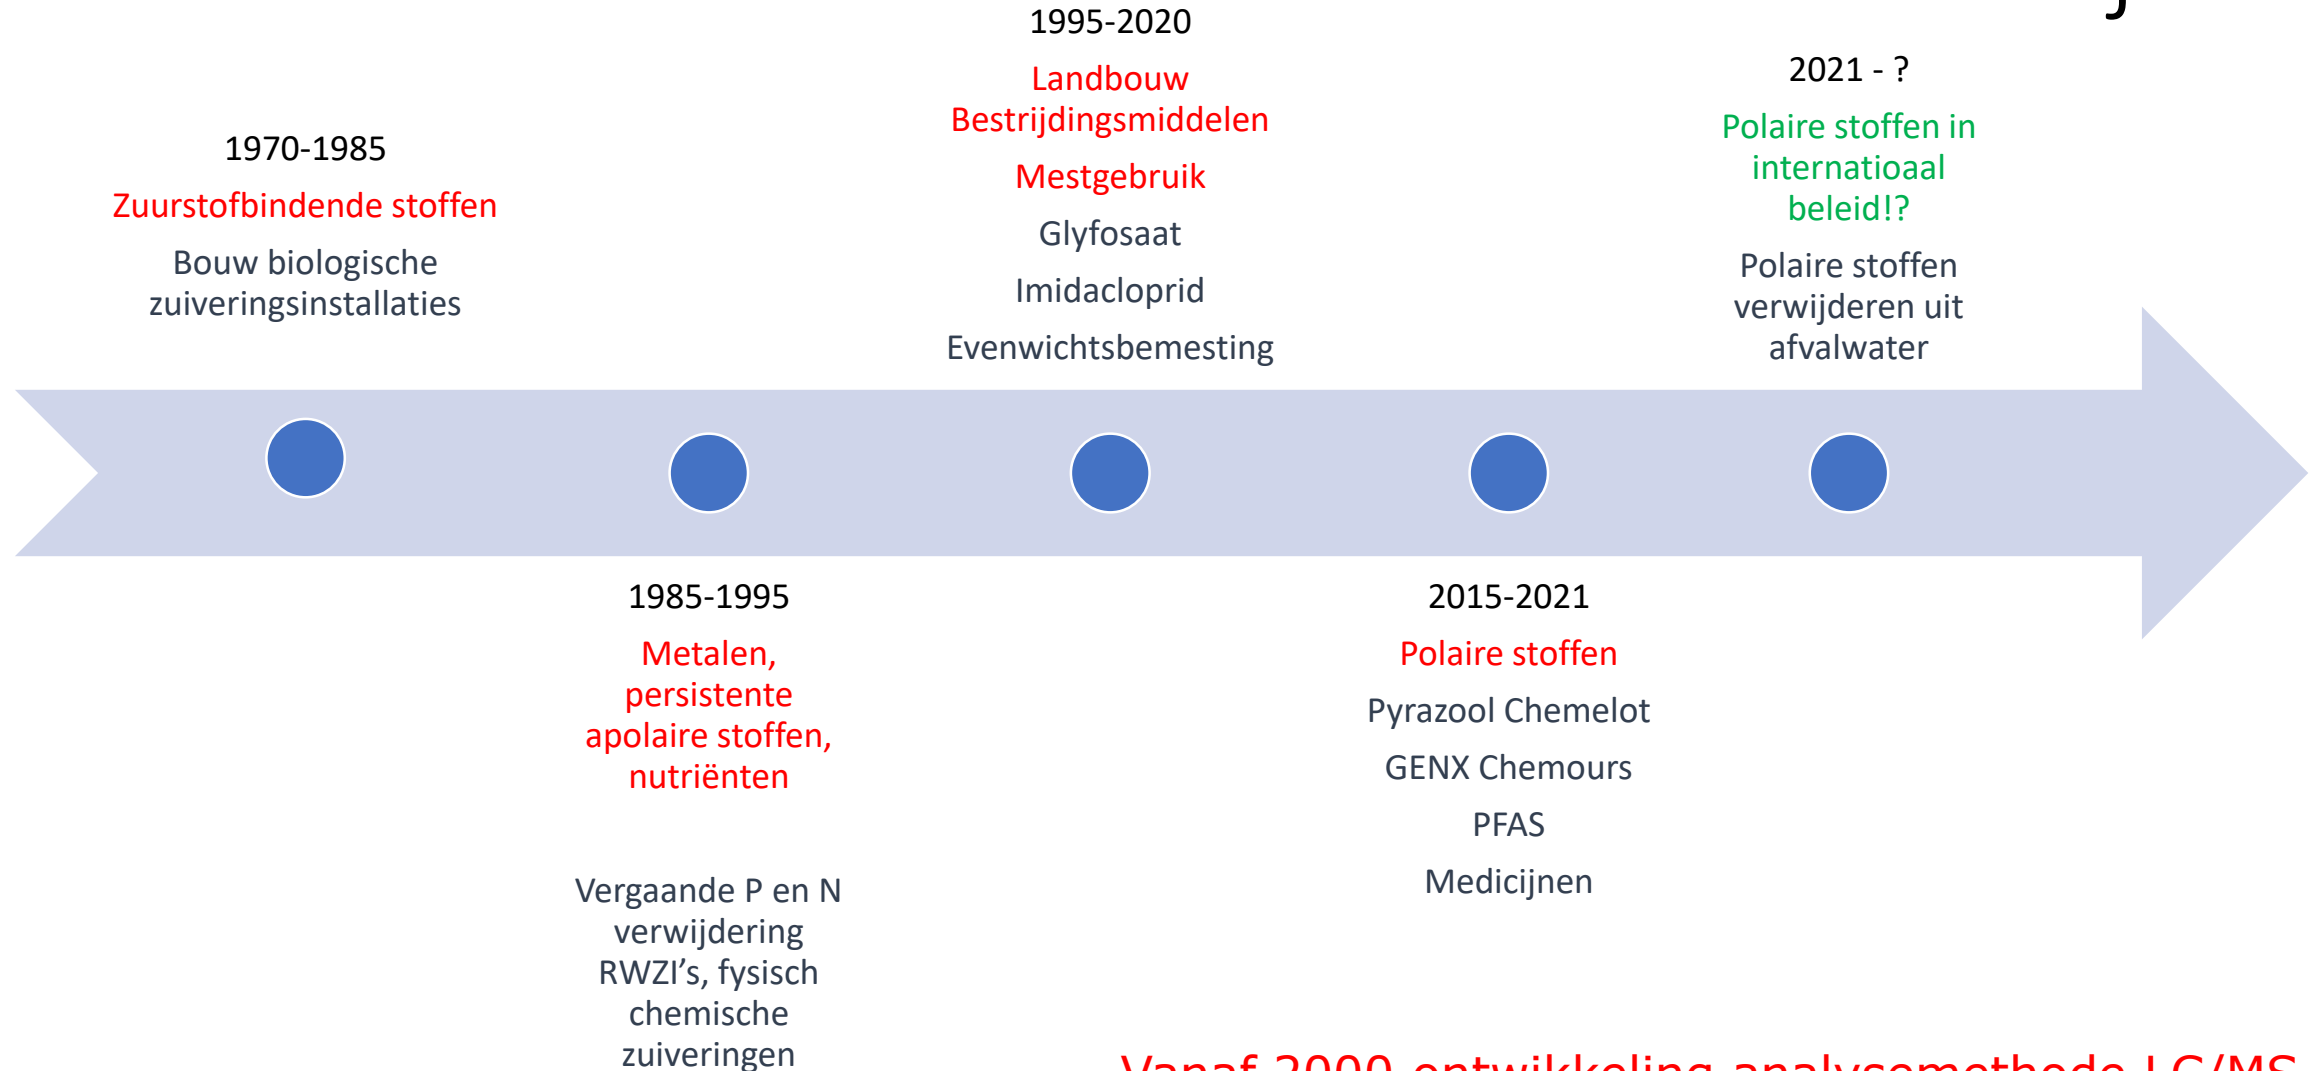 1970-1985
Zuurstofbindende stoffen
Bouw biologische
zuiveringsinstallaties
1985-1995
Metalen,
persistente
apolaire stoffen,
nutriënten
Vergaande P en N
verwijdering
RWZI’s, fysisch
chemische
zuiveringen
1995-2020
Landbouw
Bestrijdingsmiddelen
Mestgebruik
Glyfosaat
Imidacloprid
Evenwichtsbemesting
2015-2021
Polaire stoffen
Pyrazool Chemelot
GENX Chemours
PFAS
Medicijnen
2021 - ?
Polaire stoffen in
internatioaal
beleid!?
Polaire stoffen
verwijderen uit
afvalwater
Vanaf 2000 ontwikkeling analysemethode LC/MS